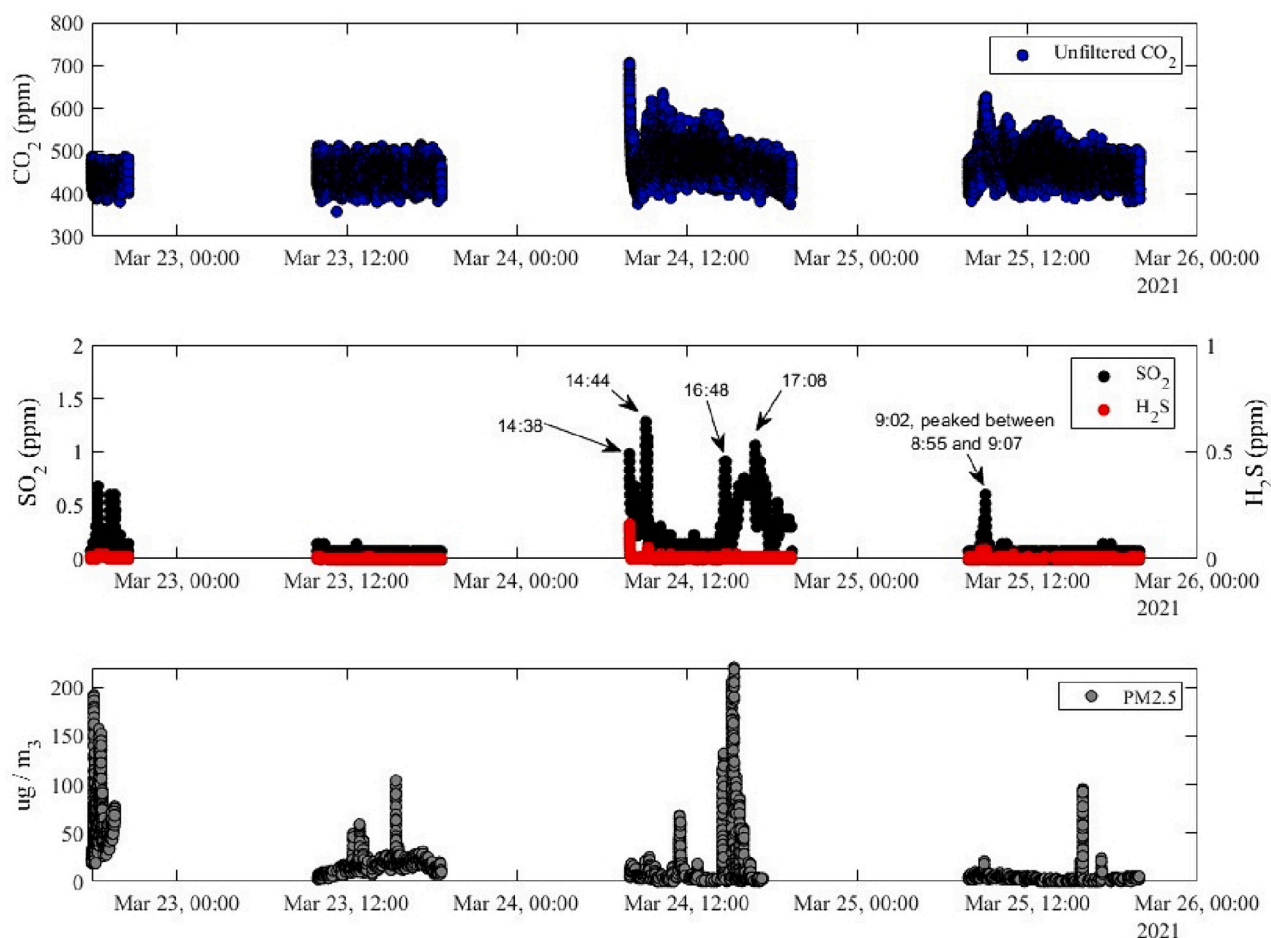 800
700
600
500
400
300
CO2 (ppm)
Unfiltered CO2
Mar 23, 00:00 Mar 23, 12:00 Mar 24, 00:00 Mar 24, 12:00 Mar 25, 00:00 Mar 25, 12:00 Mar 26, 00:00
2021
2
1.5
1
0.5
0
SO2 (ppm)
14:38
14:44
16:48
17:08
9:02, peaked between
8:55 and 9:07
SO2
H2S
1
0.5
0
H2S (ppm)
Mar 23, 00:00 Mar 23, 12:00 Mar 24, 00:00 Mar 24, 12:00 Mar 25, 00:00 Mar 25, 12:00 Mar 26, 00:00
2021
200
150
100
50
0
ug / m3
PM2.5
Mar 23, 00:00 Mar 23, 12:00 Mar 24, 00:00 Mar 24, 12:00 Mar 25, 00:00 Mar 25, 12:00 Mar 26, 00:00
2021